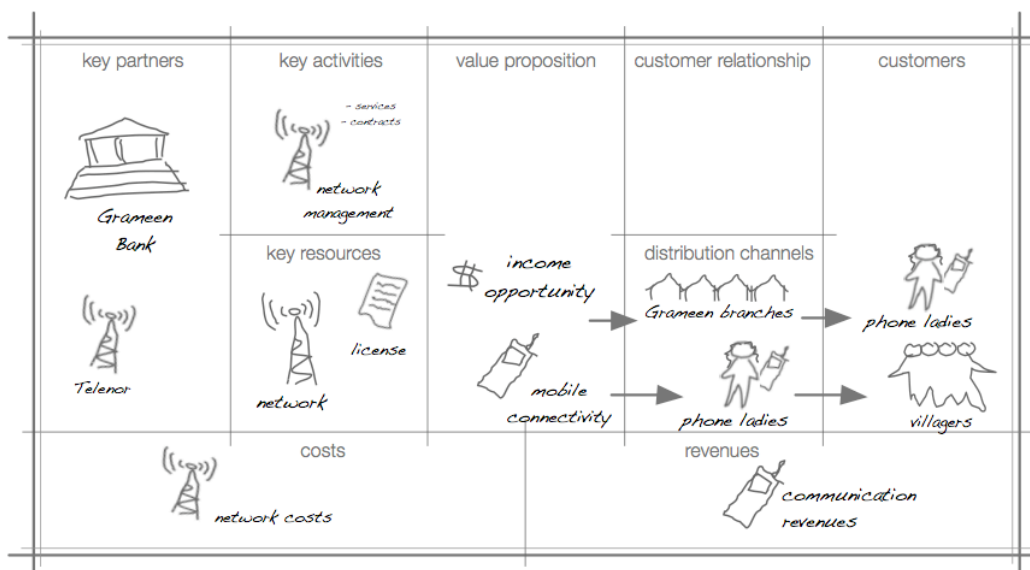 key partners
key activities
value proposition
customer relationship
customers
- services
- contracts
network
management
Grameen
Bank
key resources
distribution channels
income
opportunity
Grameen branches
phone ladies
license
Telenor
network
mobile
connectivity
phone ladies
villagers
costs
revenues
network costs
communication
revenues